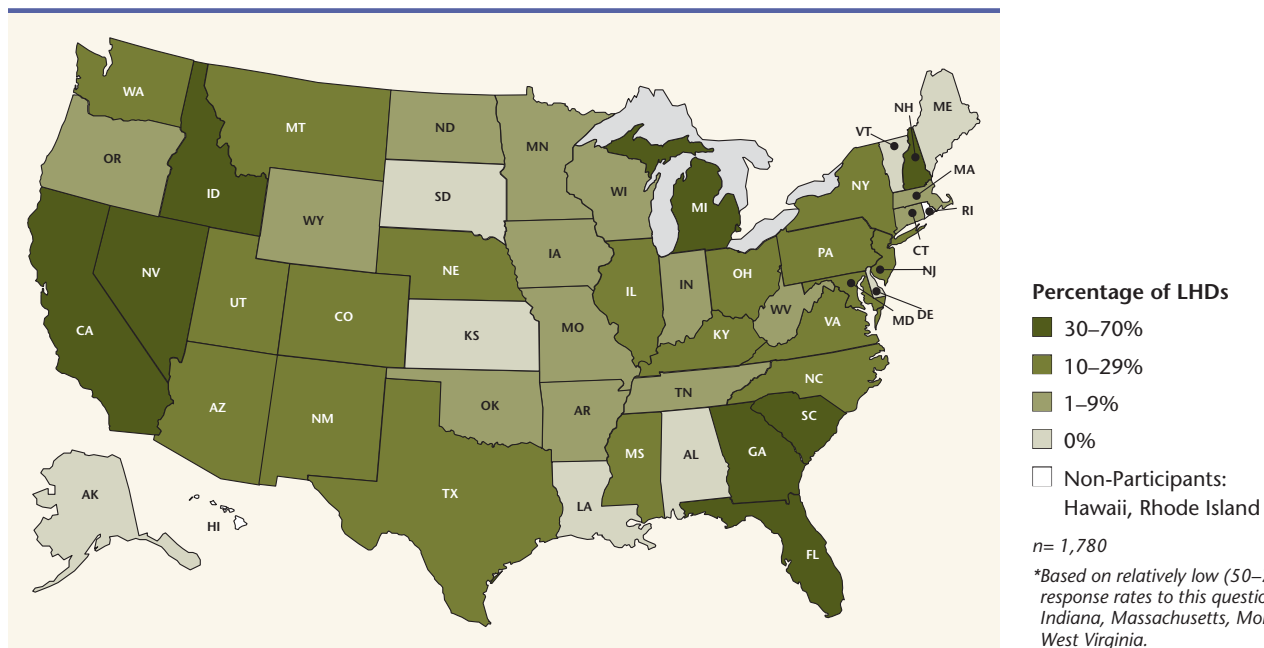 WA
MT
ND
MN
OR
ID
WY
SD
WI
MI
NH
VT
ME
MA
NY
RI
CT
NJ
PA
NV
UT
CO
NE
IA
IL
IN
OH
WV
VA
MD
DE
CA
KS
MO
KY
AZ
NM
OK
AR
TN
NC
SC
TX
LA
MS
AL
GA
FL
AK
HI
Percentage of LHDs
30–70%
10–29%
1–9%
0%
Non-Participants:
Hawaii, Rhode Island
n= 1,780
*Based on relatively low
response rates to this
Indiana, Massachusetts,
West Virginia.